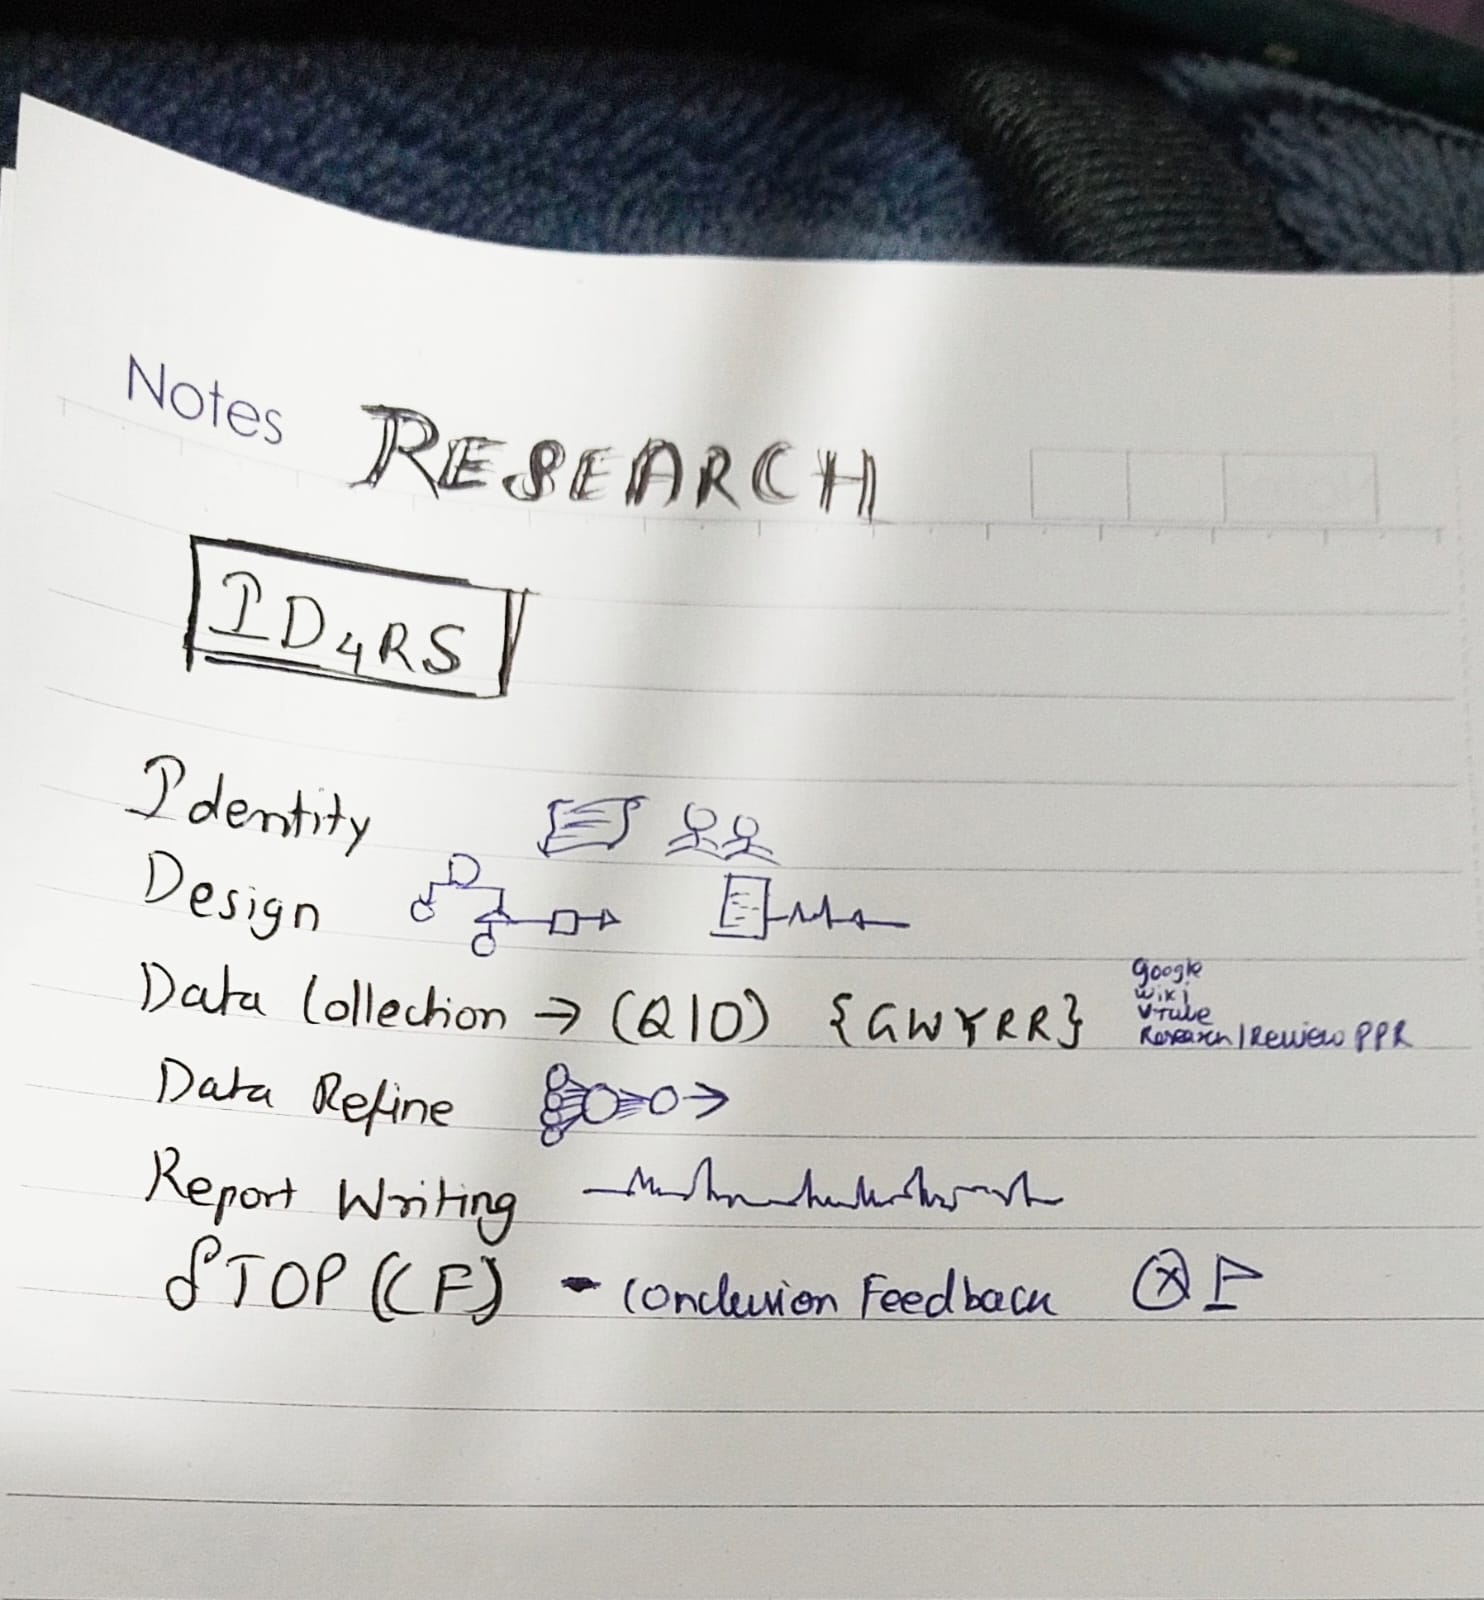 Notes RESEARCH
ID4RS
Identity
Design
Data Collection → (QIO) {GWYRR}
Google
Wiki
YTube
Research/Review PPR
Data Refine
Report Writing
STOP (CF) - Conclusion Feedback